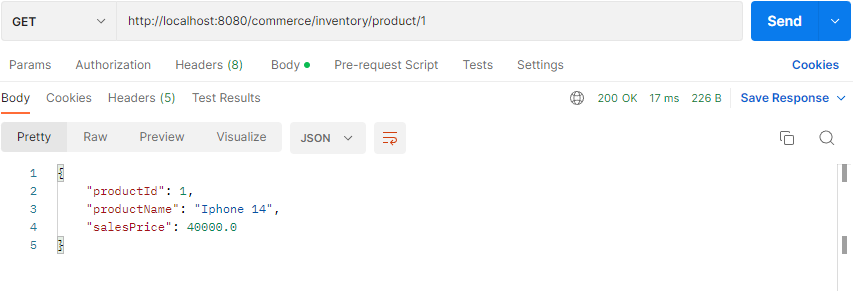 GET http://localhost:8080/commerce/inventory/product/1 Send
Params Authorization Headers (8) Body Pre-request Script Tests Settings Cookies
Body Cookies Headers (5) Test Results 200 OK 17 ms 226 B Save Response
Pretty Raw Preview Visualize JSON
1 {
2 "productId": 1,
3 "productName": "Iphone 14",
4 "salesPrice": 40000.0
5 }